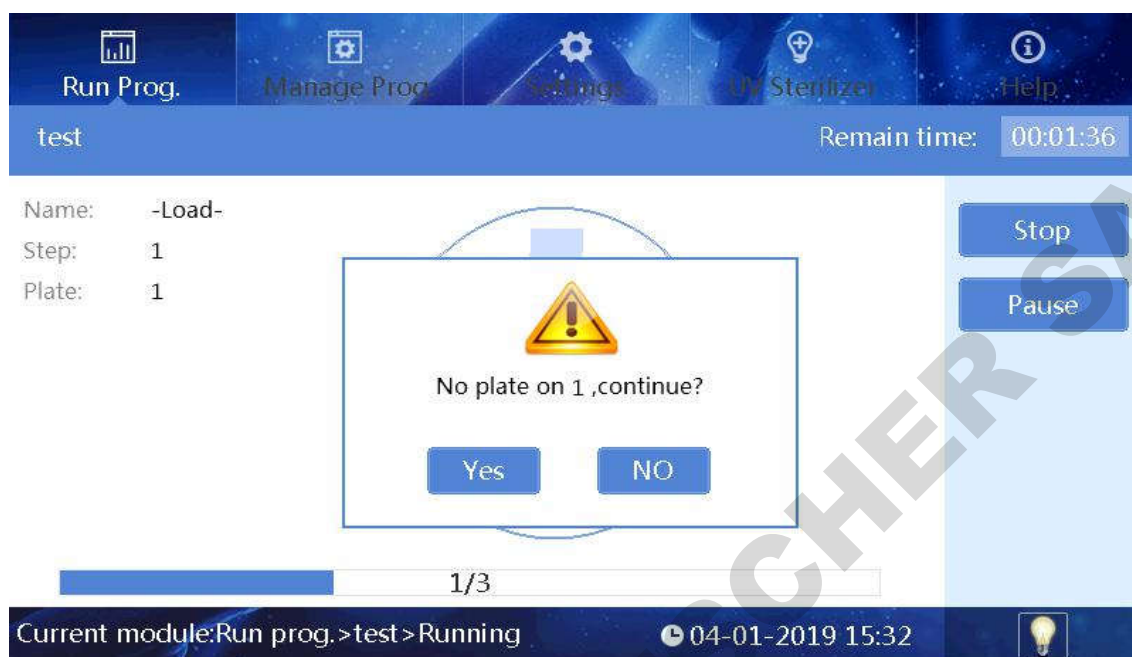 Run Prog.
Manage Prog.
Settings
UV Sterilizer
Help
test
Remain time: 00:01:36
Name: -Load-
Step: 1
Plate: 1
Stop
Pause
No plate on 1 ,continue?
Yes
NO
1/3
Current module:Run prog.>test>Running
04-01-2019 15:32